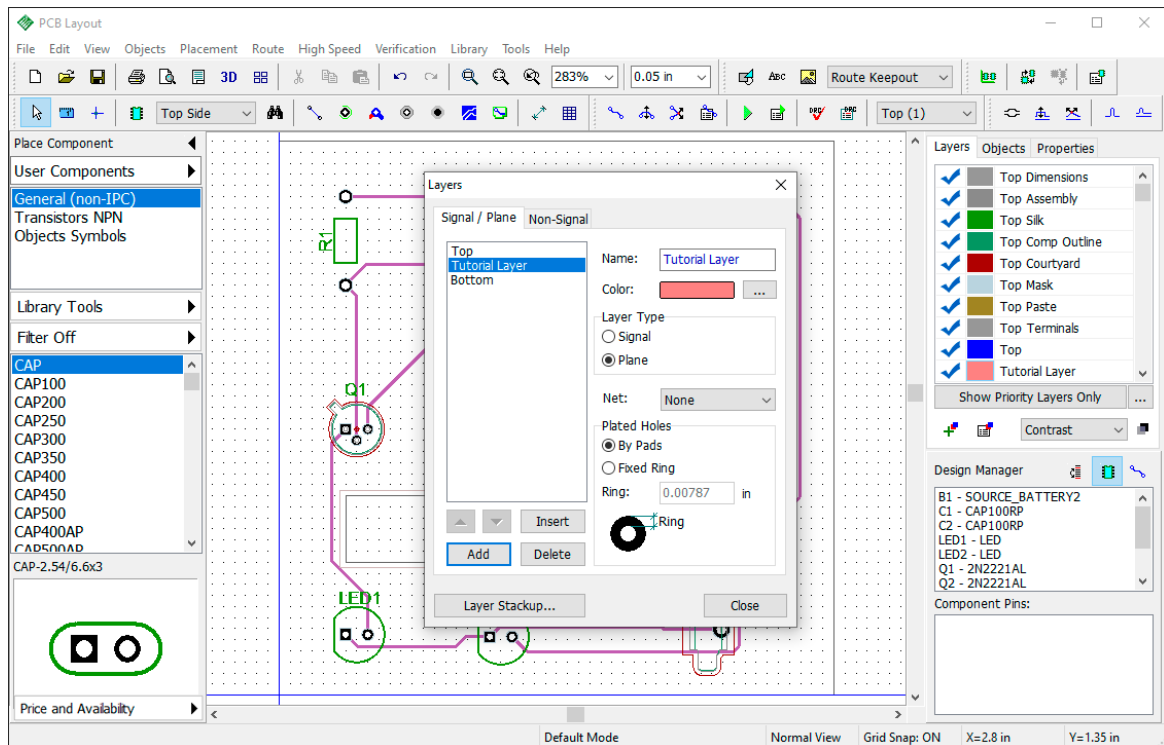 PCB Layout
File Edit View Objects Placement Route High Speed Verification Library Tools Help
3D 283% 0.05 in ABC Route Keepout
Top Side Top (1)
Place Component
User Components
General (non-IPC)
Transistors NPN
Objects Symbols
Library Tools
Filter Off
CAP
CAP100
CAP200
CAP250
CAP300
CAP350
CAP400
CAP450
CAP500
CAP400AP
CAP500AP
CAP-2.54/6.6x3
Price and Availability
R1
Q1
LED1
Layers
Signal / Plane Non-Signal
Top
Tutorial Layer
Bottom
Insert
Add Delete
Layer Stackup...
Name: Tutorial Layer
Color: ...
Layer Type
Signal
Plane
Net: None
Plated Holes
By Pads
Fixed Ring
Ring: 0.00787 in
Ring
Close
Layers Objects Properties
Top Dimensions
Top Assembly
Top Silk
Top Comp Outline
Top Courtyard
Top Mask
Top Paste
Top Terminals
Top
Tutorial Layer
Show Priority Layers Only ...
Contrast
Design Manager
B1 - SOURCE_BATTERY2
C1 - CAP100RP
C2 - CAP100RP
LED1 - LED
LED2 - LED
Q1 - 2N2221AL
Q2 - 2N2221AL
Component Pins:
Default Mode Normal View Grid Snap: ON X=2.8 in Y=1.35 in